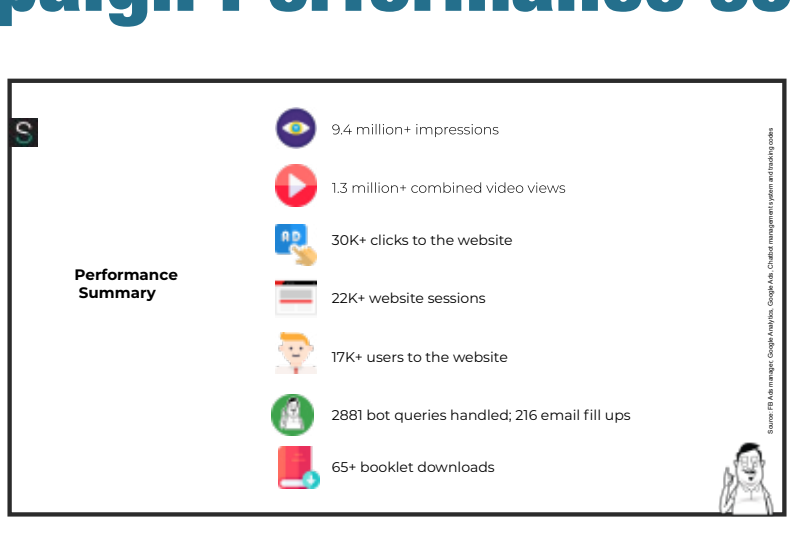 Performance
Summary
9.4 million+ impressions
1.3 million+ combined video views
AD
30K+ clicks to the website
22K+ website sessions
17K+ users to the website
2881 bot queries handled; 216 email fill ups
65+ booklet downloads
Source: FB Ads manager, Google Analytics, Google Ads, Chatbot management system and tracking codes
S